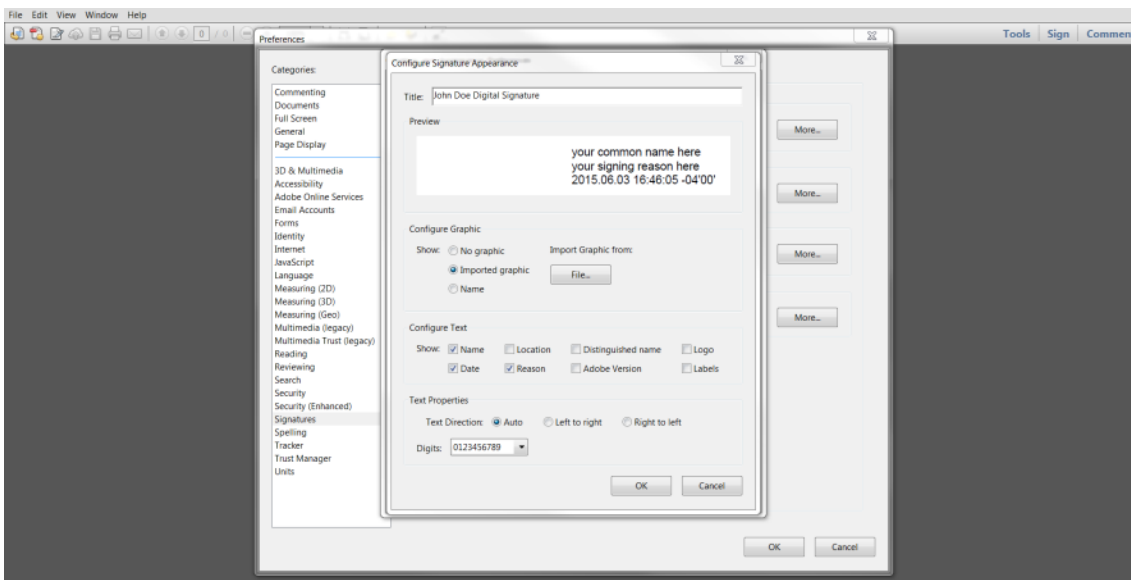 File Edit View Window Help
0 / 0
Tools Sign Commen
Preferences
Categories:
Commenting
Documents
Full Screen
General
Page Display
3D & Multimedia
Accessibility
Adobe Online Services
Email Accounts
Forms
Identity
Internet
JavaScript
Language
Measuring (2D)
Measuring (3D)
Measuring (Geo)
Multimedia (legacy)
Multimedia Trust (legacy)
Reading
Reviewing
Search
Security
Security (Enhanced)
Signatures
Spelling
Tracker
Trust Manager
Units
Configure Signature Appearance
Title: John Doe Digital Signature
Preview
your common name here
your signing reason here
2015.06.03 16:46:05 -04'00'
Configure Graphic
Show: No graphic Import Graphic from:
Imported graphic File...
Name
Configure Text
Show: Name Location Distinguished name Logo
Date Reason Adobe Version Labels
Text Properties
Text Direction: Auto Left to right Right to left
Digits: 0123456789
OK Cancel
More...
More...
More...
More...
OK Cancel